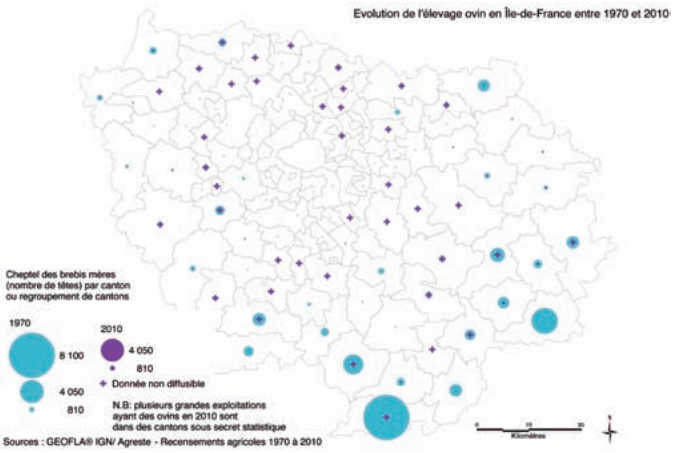 Evolution de l'élevage ovin en Île-de-France entre 1970 et 2010
Cheptel des brebis mères
(nombre de têtes) par canton
ou regroupement de cantons
1970
8 100
4 050
810
2010
4 050
810
Donnée non diffusible
N.B: plusieurs grandes exploitations
ayant des ovins en 2010 sont
dans des cantons sous secret statistique
Sources : GEOFLA® IGN/ Agreste - Recensements agricoles 1970 à 2010
0 15 30
Kilomètres